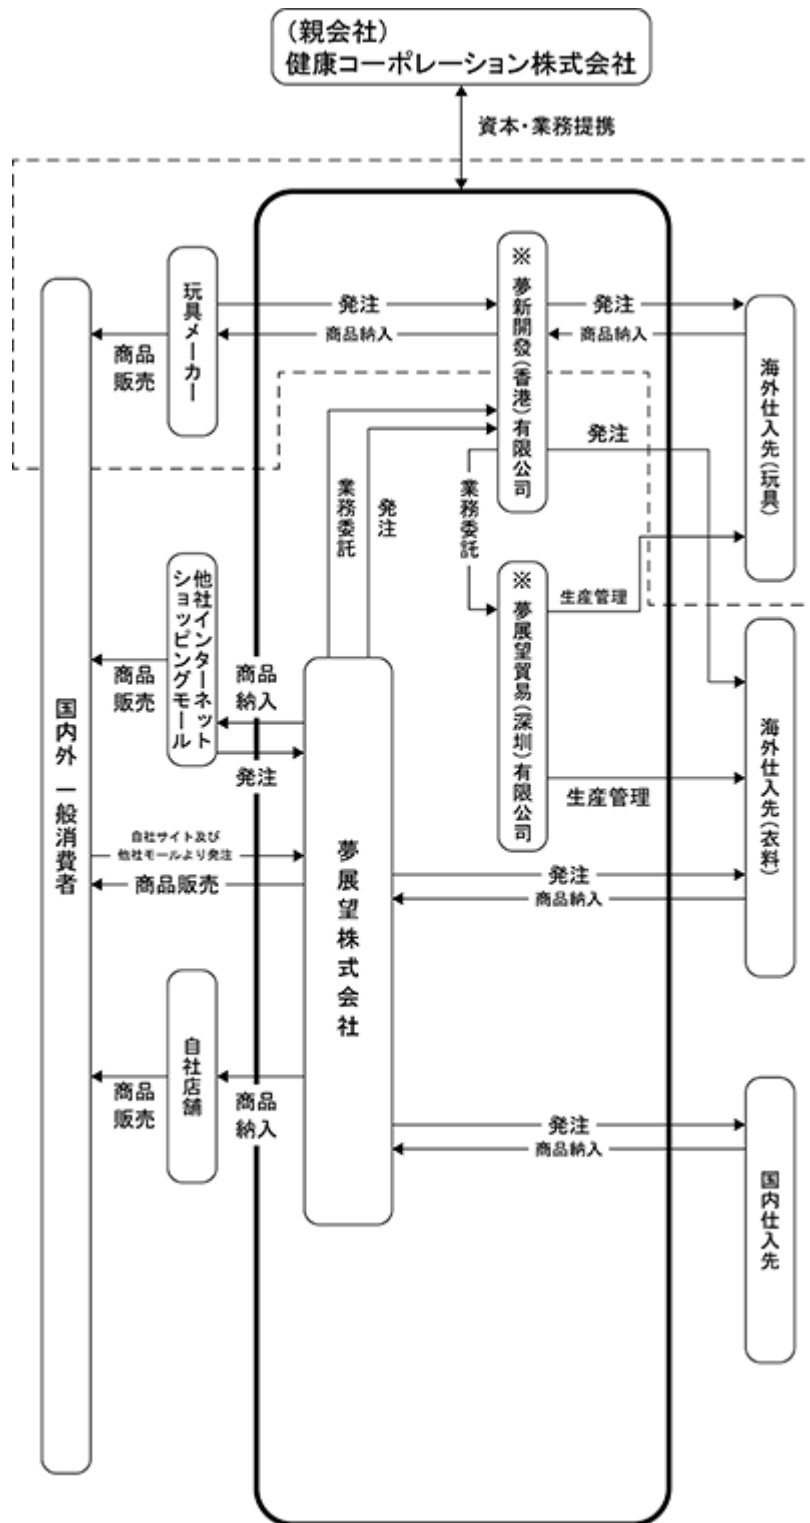 （親会社）
健康コーポレーション株式会社
資本・業務提携
玩具メーカー
発注
商品納入
※ 夢新開發（香港）有限公司
発注
商品納入
海外仕入先（玩具）
商品
販売
発注
業務委託
発注
業務委託
※ 夢展望貿易（深圳）有限公司
生産管理
生産管理
海外仕入先（衣料）
国内外 一般消費者
他社インターネット
ショッピングモール
商品
販売
商品
納入
発注
自社サイト及び
他社モールより発注
商品販売
夢展望株式会社
発注
商品納入
自社店舗
商品
販売
商品
納入
発注
商品納入
国内仕入先